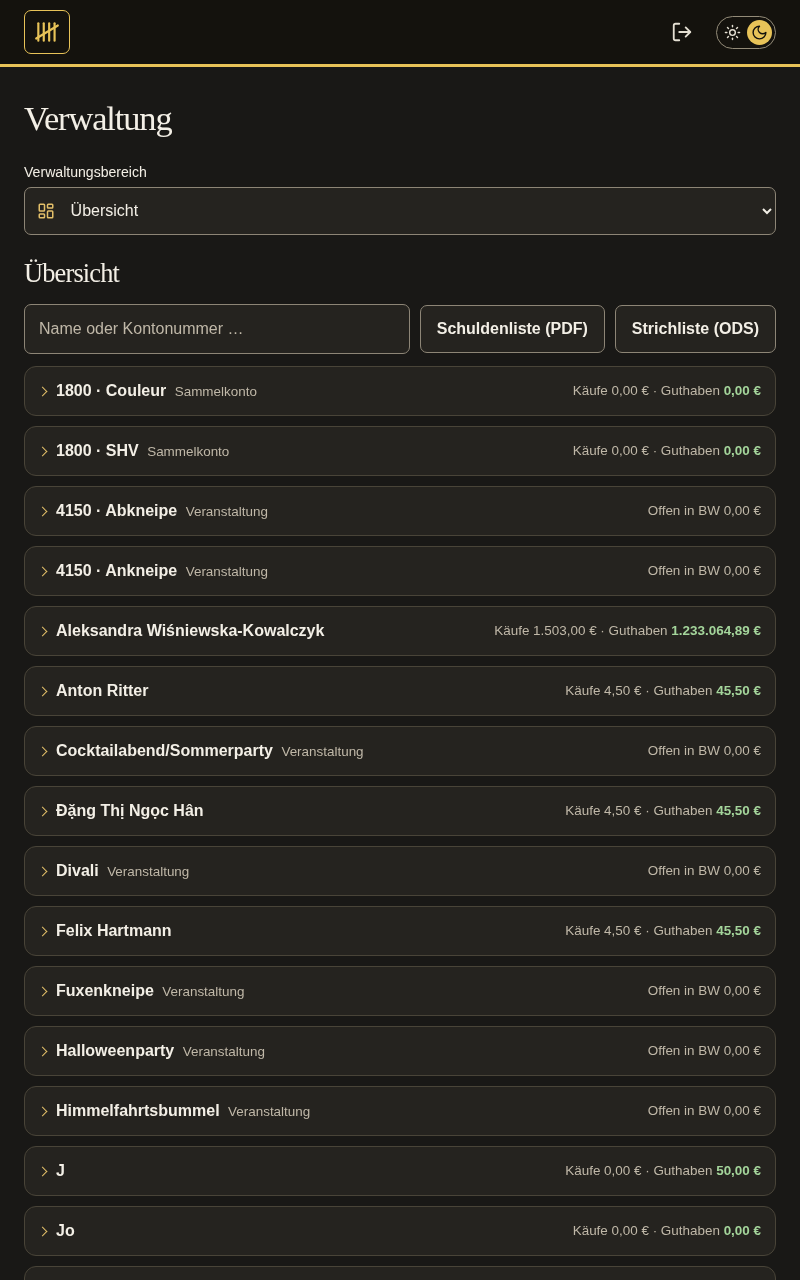 Verwaltung
Verwaltungsbereich
Übersicht
Übersicht
Name oder Kontonummer … Schuldenliste (PDF) Strichliste (ODS)
1800 · Couleur Sammelkonto Käufe 0,00 € · Guthaben 0,00 €
1800 · SHV Sammelkonto Käufe 0,00 € · Guthaben 0,00 €
4150 · Abkneipe Veranstaltung Offen in BW 0,00 €
4150 · Ankneipe Veranstaltung Offen in BW 0,00 €
Aleksandra Wiśniewska-Kowalczyk Käufe 1.503,00 € · Guthaben 1.233.064,89 €
Anton Ritter Käufe 4,50 € · Guthaben 45,50 €
Cocktailabend/Sommerparty Veranstaltung Offen in BW 0,00 €
Đặng Thị Ngọc Hân Käufe 4,50 € · Guthaben 45,50 €
Divali Veranstaltung Offen in BW 0,00 €
Felix Hartmann Käufe 4,50 € · Guthaben 45,50 €
Fuxenkneipe Veranstaltung Offen in BW 0,00 €
Halloweenparty Veranstaltung Offen in BW 0,00 €
Himmelfahrtsbummel Veranstaltung Offen in BW 0,00 €
J Käufe 0,00 € · Guthaben 50,00 €
Jo Käufe 0,00 € · Guthaben 0,00 €